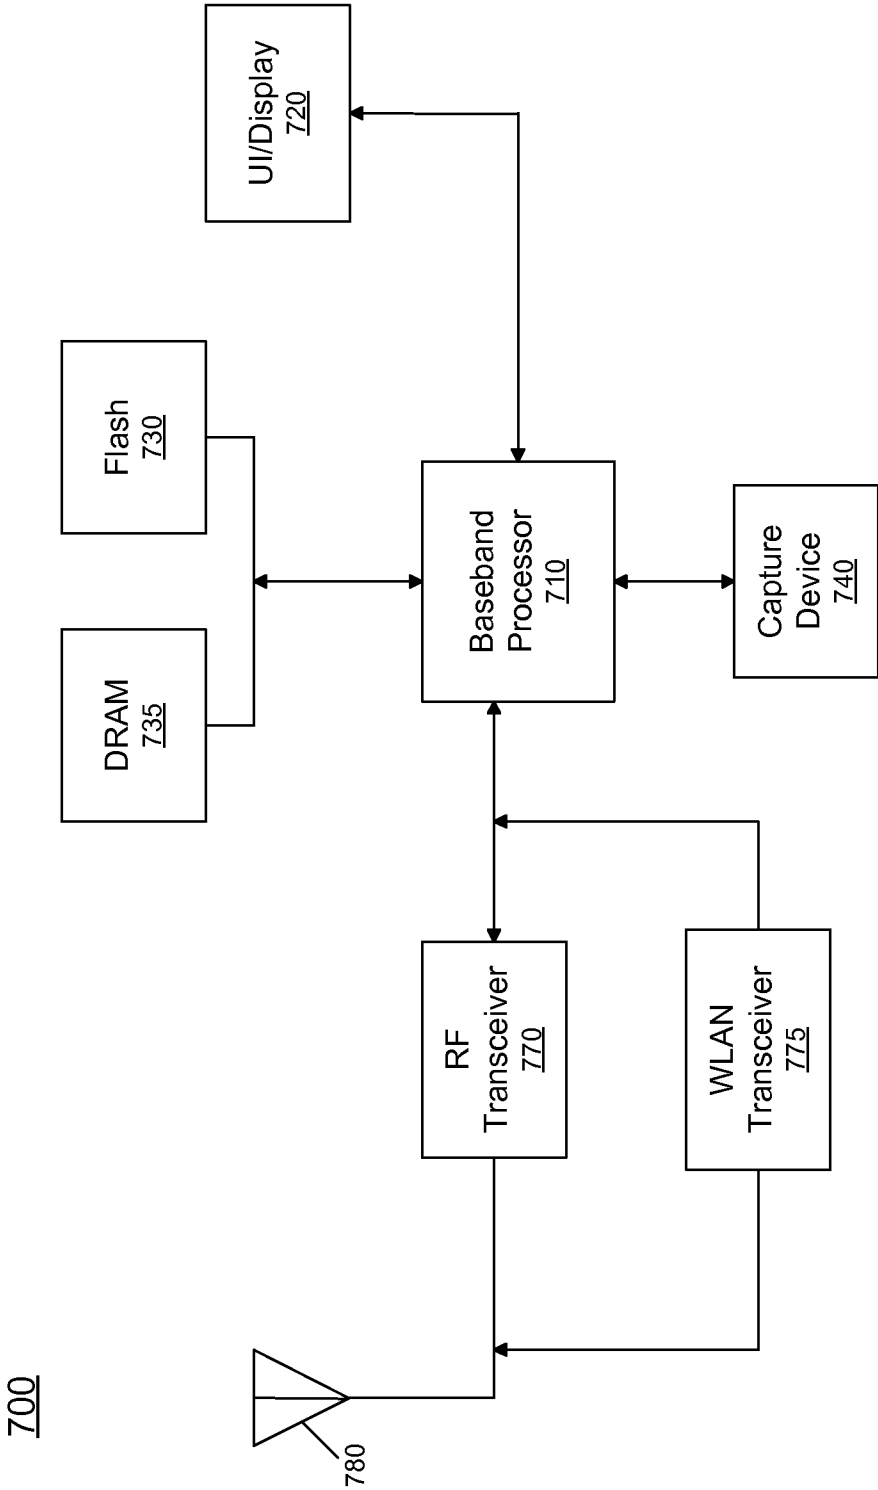 700
780
DRAM
735
Flash
730
UI/Display
720
RF
Transceiver
770
Baseband
Processor
710
WLAN
Transceiver
775
Capture
Device
740